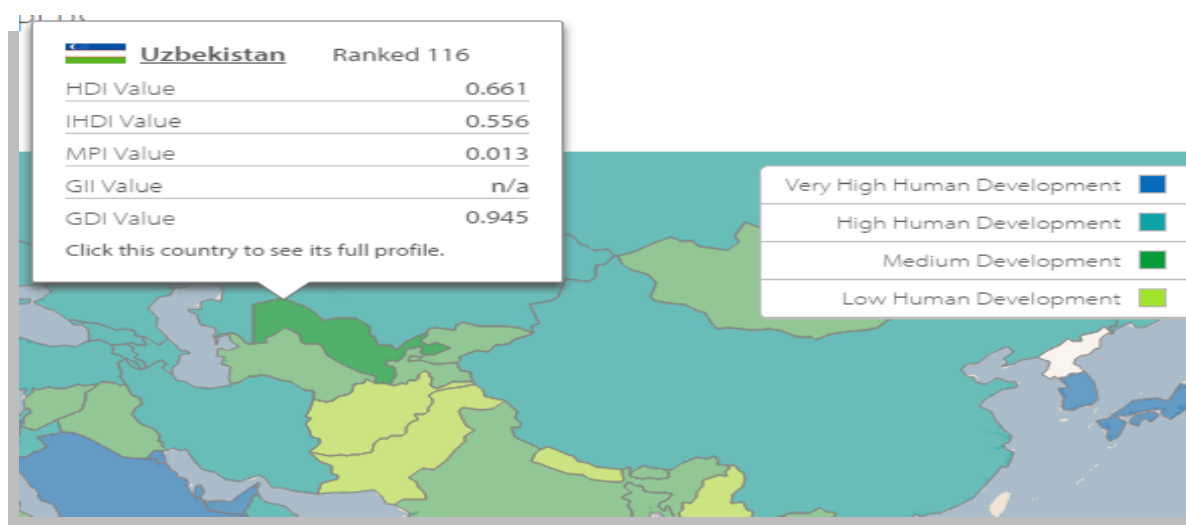 Uzbekistan Ranked 116
HDI Value 0.661
IHDI Value 0.556
MPI Value 0.013
GII Value n/a
GDI Value 0.945
Click this country to see its full profile.
Very High Human Development
High Human Development
Medium Development
Low Human Development